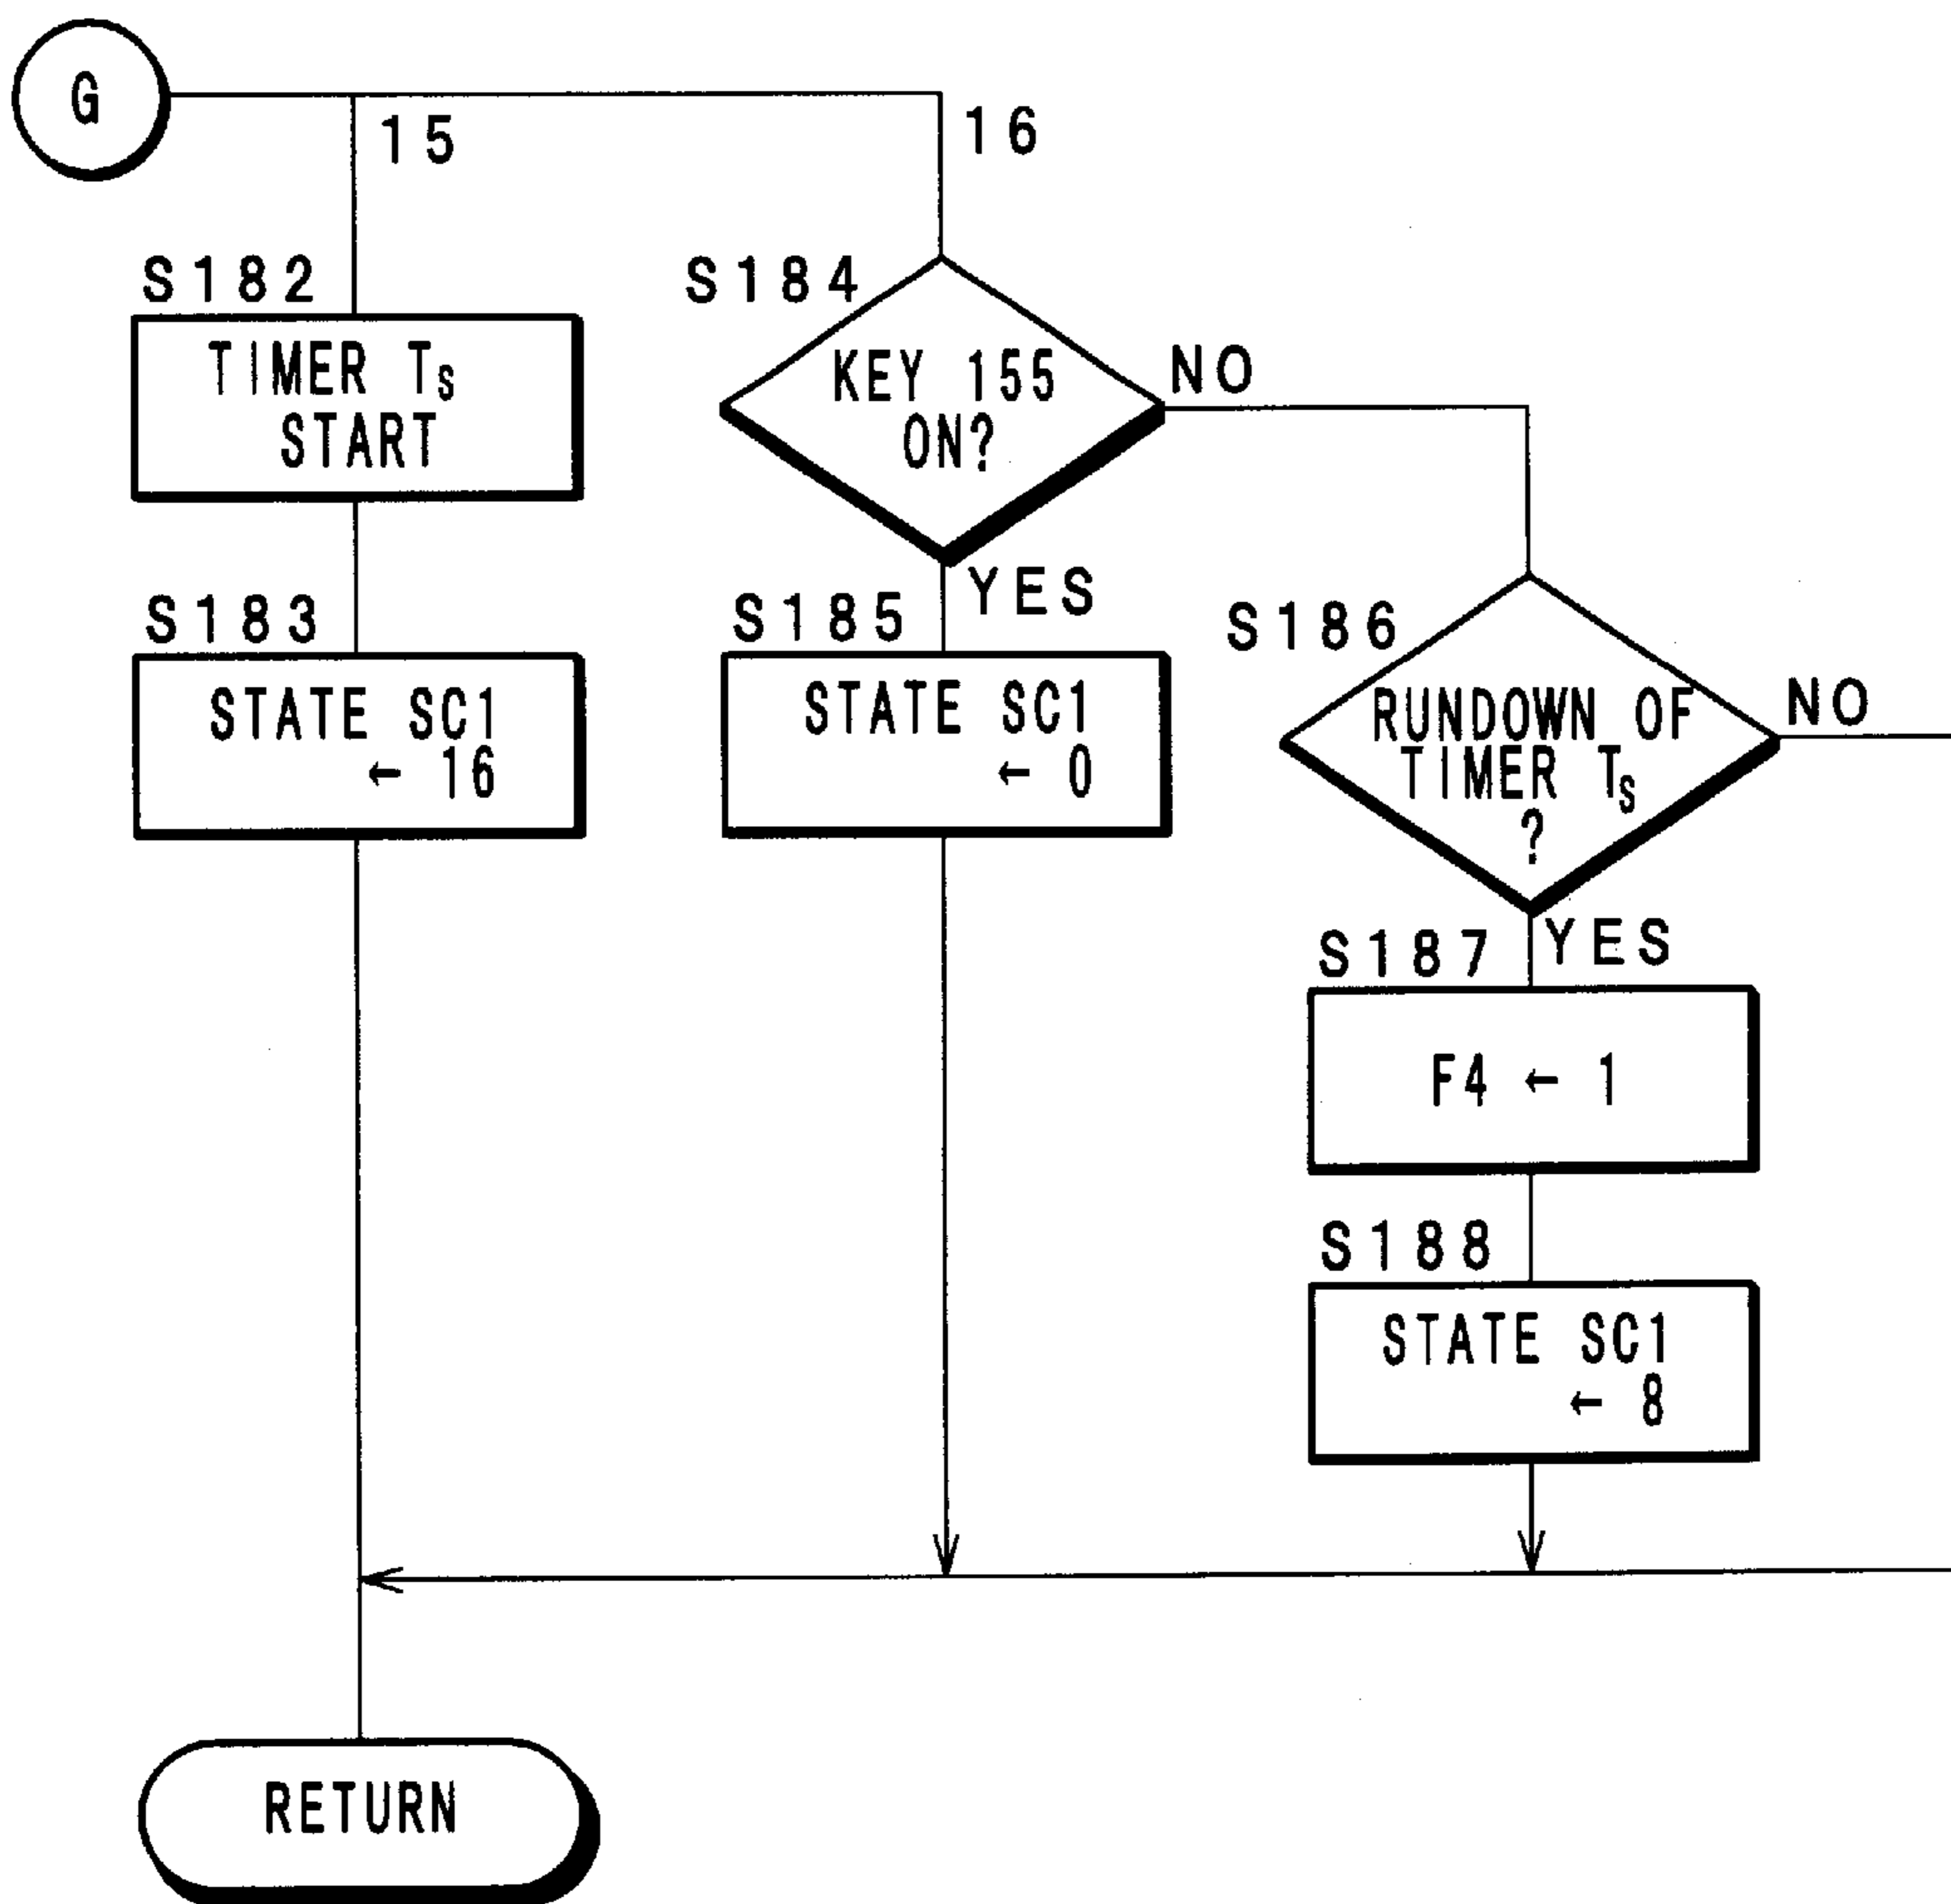 G
15
16
S182
TIMER Ts
START
S183
STATE SC1
← 16
S184
KEY 155
ON?
NO
YES
S185
STATE SC1
← 0
S186
RUNDOWN OF
TIMER Ts
?
NO
YES
S187
F4 ← 1
S188
STATE SC1
← 8
RETURN